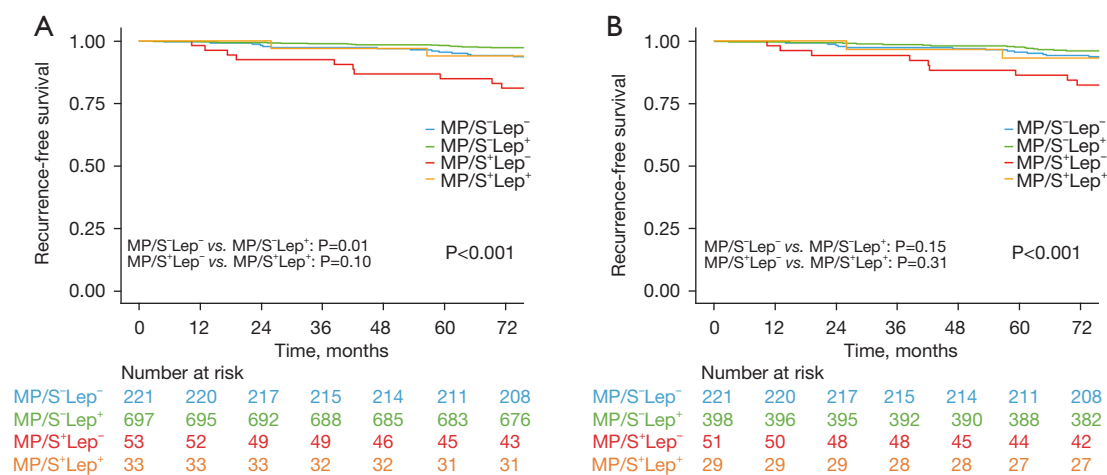 A
Recurrence-free survival
1.00
0.75
0.50
0.25
0.00
MP/S⁻Lep⁻
MP/S⁻Lep⁺
MP/S⁺Lep⁻
MP/S⁺Lep⁺
MP/S⁻Lep⁻ vs. MP/S⁻Lep⁺: P=0.01
MP/S⁺Lep⁻ vs. MP/S⁺Lep⁺: P=0.10
P<0.001
0 12 24 36 48 60 72
Time, months
Number at risk
MP/S⁻Lep⁻ 221 220 217 215 214 211 208
MP/S⁻Lep⁺ 697 695 692 688 685 683 676
MP/S⁺Lep⁻ 53 52 49 49 46 45 43
MP/S⁺Lep⁺ 33 33 33 32 32 31 31
B
Recurrence-free survival
1.00
0.75
0.50
0.25
0.00
MP/S⁻Lep⁻
MP/S⁻Lep⁺
MP/S⁺Lep⁻
MP/S⁺Lep⁺
MP/S⁻Lep⁻ vs. MP/S⁻Lep⁺: P=0.15
MP/S⁺Lep⁻ vs. MP/S⁺Lep⁺: P=0.31
P<0.001
0 12 24 36 48 60 72
Time, months
Number at risk
MP/S⁻Lep⁻ 221 220 217 215 214 211 208
MP/S⁻Lep⁺ 398 396 395 392 390 388 382
MP/S⁺Lep⁻ 51 50 48 48 45 44 42
MP/S⁺Lep⁺ 29 29 29 28 28 27 27